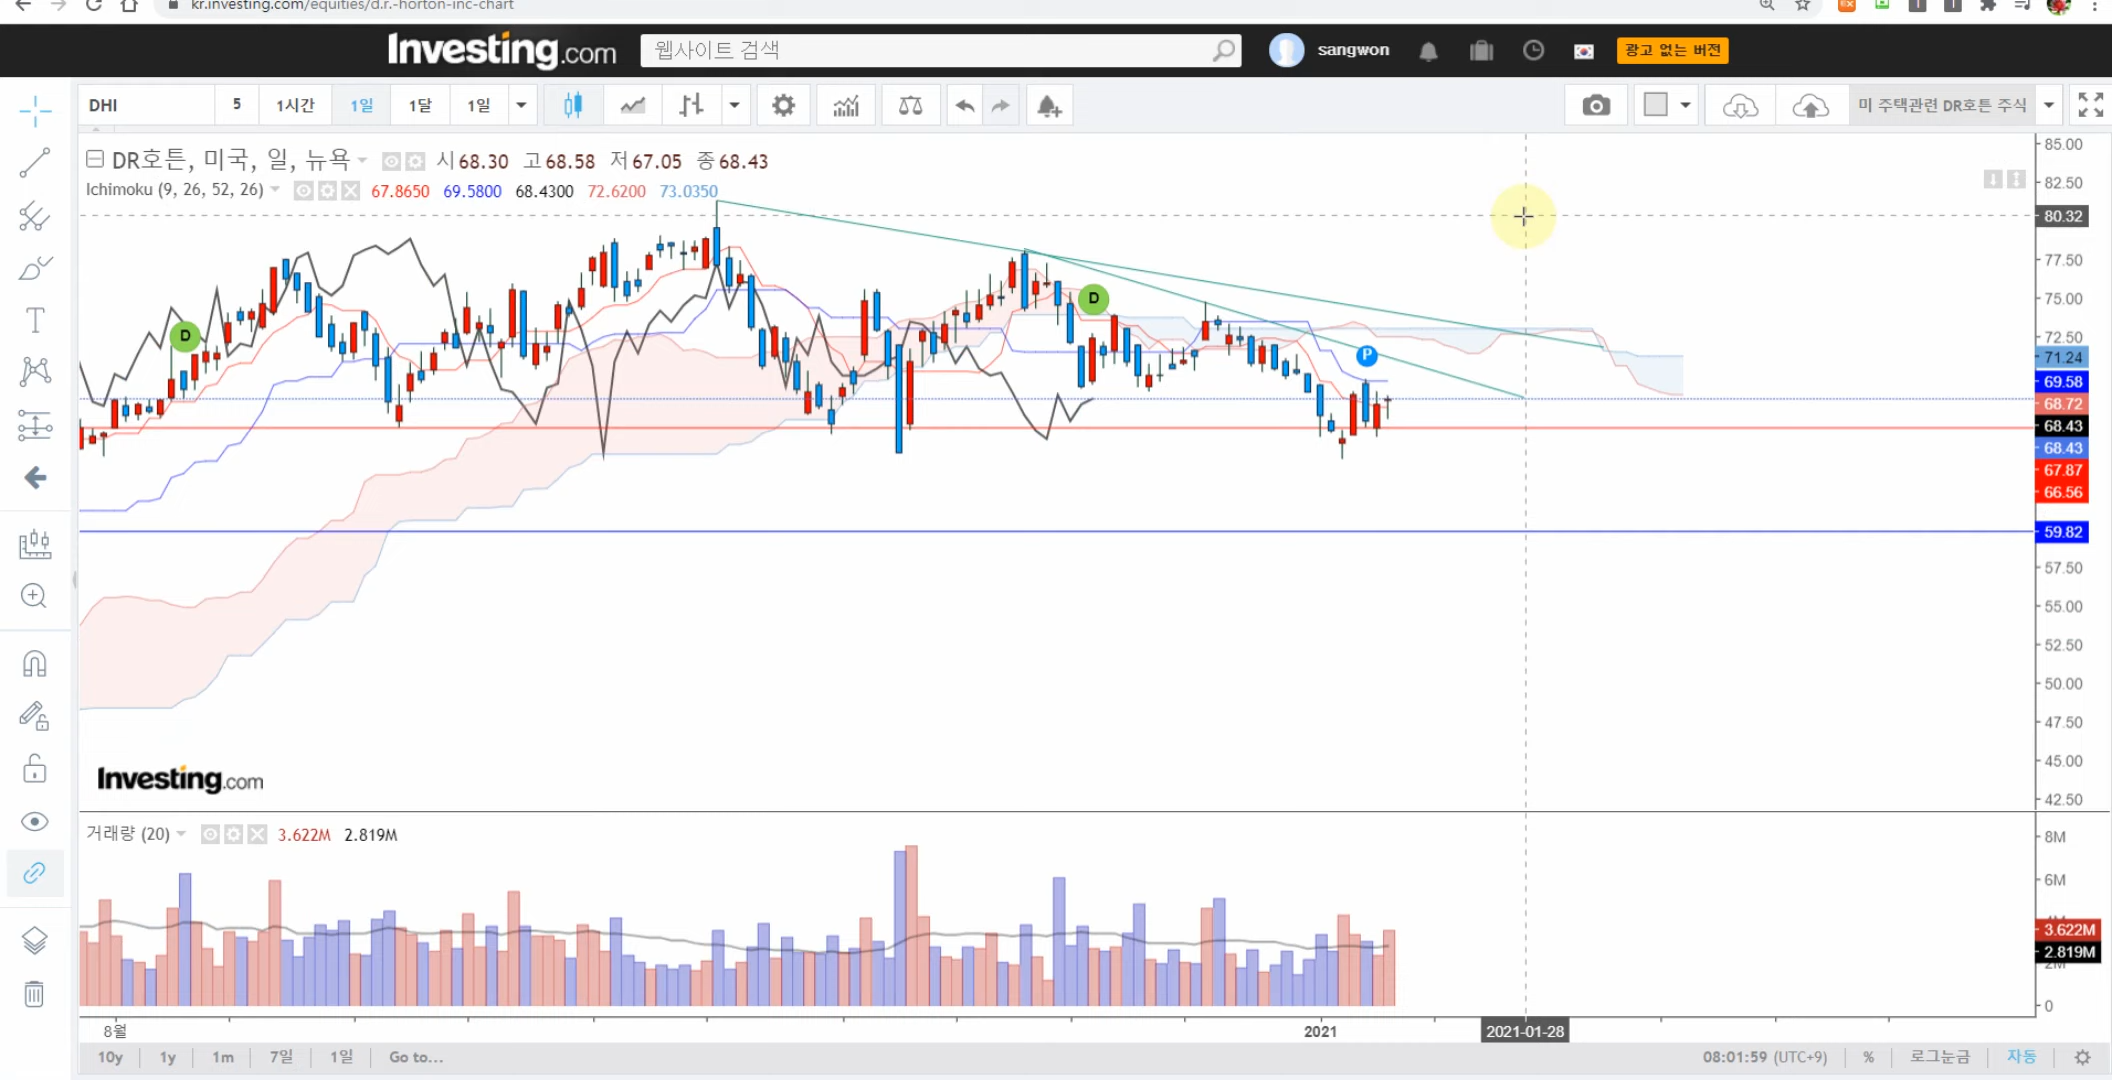 kr.investing.com/equities/d.r.-horton-inc-chart
Investing.com
웹사이트 검색
sangwon
광고 없는 버전
DHI
5
1시간
1일
1달
1일
미 주택관련 DR호튼 주식
DR호튼, 미국, 일, 뉴욕 시68.30 고68.58 저67.05 종68.43
Ichimoku (9, 26, 52, 26) 67.8650 69.5800 68.4300 72.6200 73.0350
85.00
82.50
80.32
77.50
75.00
72.50
71.24
69.58
68.72
68.43
68.43
67.87
66.56
59.82
57.50
55.00
52.50
50.00
47.50
45.00
42.50
D
D
P
Investing.com
거래량 (20) 3.622M 2.819M
8M
6M
3.622M
2.819M
0
8월
2021
2021-01-28
10y 1y 1m 7일 1일 Go to...
08:01:59 (UTC+9) % 로그눈금 자동